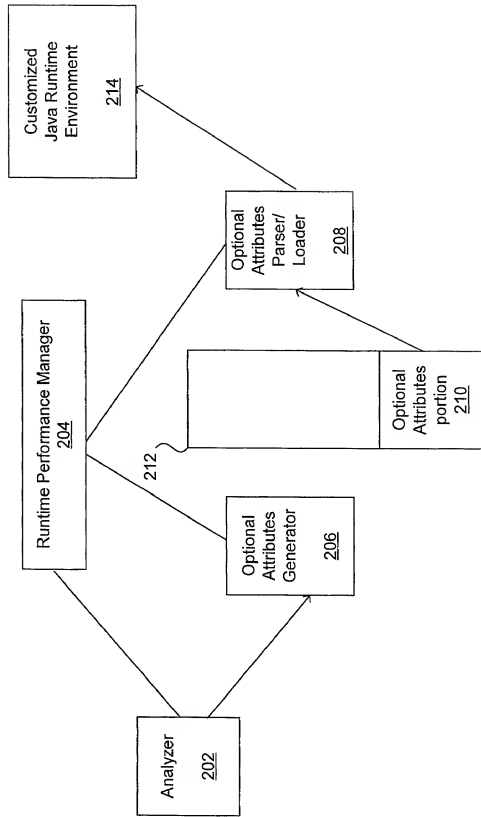 Customized
Java Runtime
Environment
214
Runtime Performance Manager
204
Optional
Attributes
Parser/
Loader
208
212
Optional
Attributes
portion
210
Optional
Attributes
Generator
206
Analyzer
202